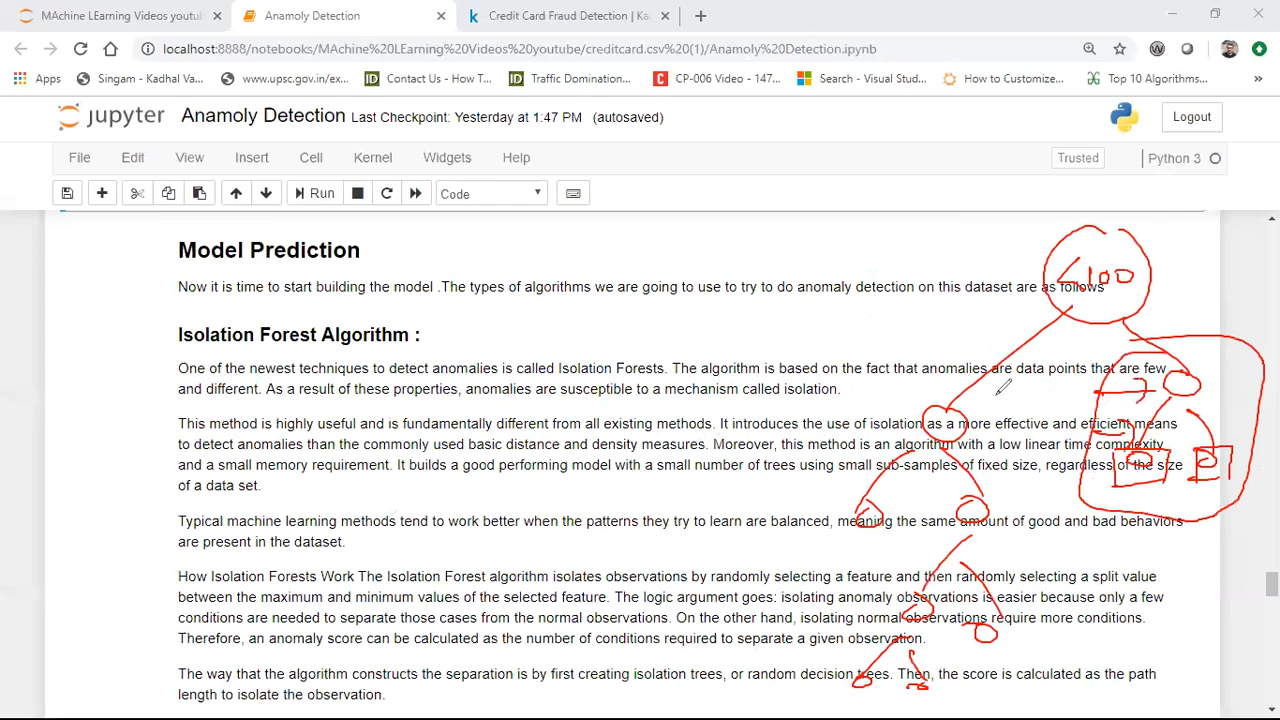 MAchine LEarning Videos youtub
Anamoly Detection
Credit Card Fraud Detection | Ka
localhost:8888/notebooks/MAchine%20LEarning%20Videos%20youtube/creditcard.csv%20(1)/Anamoly%20Detection.ipynb
Apps
Singam - Kadhal Va...
www.upsc.gov.in/ex...
Contact Us - How T...
Traffic Domination...
CP-006 Video - 147...
Search - Visual Stud...
How to Customize...
Top 10 Algorithms...
jupyter Anamoly Detection Last Checkpoint: Yesterday at 1:47 PM (autosaved)
Logout
File Edit View Insert Cell Kernel Widgets Help
Trusted
Python 3
Run
Code
Model Prediction
Now it is time to start building the model .The types of algorithms we are going to use to try to do anomaly detection on this dataset are as follows
<100
Isolation Forest Algorithm :
One of the newest techniques to detect anomalies is called Isolation Forests. The algorithm is based on the fact that anomalies are data points that are few
and different. As a result of these properties, anomalies are susceptible to a mechanism called isolation.
This method is highly useful and is fundamentally different from all existing methods. It introduces the use of isolation as a more effective and efficient means
to detect anomalies than the commonly used basic distance and density measures. Moreover, this method is an algorithm with a low linear time complexity
and a small memory requirement. It builds a good performing model with a small number of trees using small sub-samples of fixed size, regardless of the size
of a data set.
Typical machine learning methods tend to work better when the patterns they try to learn are balanced, meaning the same amount of good and bad behaviors
are present in the dataset.
How Isolation Forests Work The Isolation Forest algorithm isolates observations by randomly selecting a feature and then randomly selecting a split value
between the maximum and minimum values of the selected feature. The logic argument goes: isolating anomaly observations is easier because only a few
conditions are needed to separate those cases from the normal observations. On the other hand, isolating normal observations require more conditions.
Therefore, an anomaly score can be calculated as the number of conditions required to separate a given observation.
The way that the algorithm constructs the separation is by first creating isolation trees, or random decision trees. Then, the score is calculated as the path
length to isolate the observation.